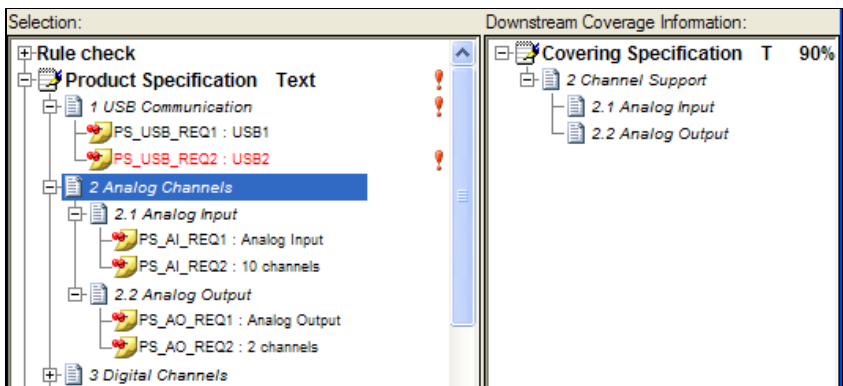 Selection:
Rule check
Product Specification Text
1 USB Communication
PS_USB_REQ1 : USB1
PS_USB_REQ2 : USB2
2 Analog Channels
2.1 Analog Input
PS_AI_REQ1 : Analog Input
PS_AI_REQ2 : 10 channels
2.2 Analog Output
PS_AO_REQ1 : Analog Output
PS_AO_REQ2 : 2 channels
3 Digital Channels
Downstream Coverage Information:
Covering Specification T 90%
2 Channel Support
2.1 Analog Input
2.2 Analog Output